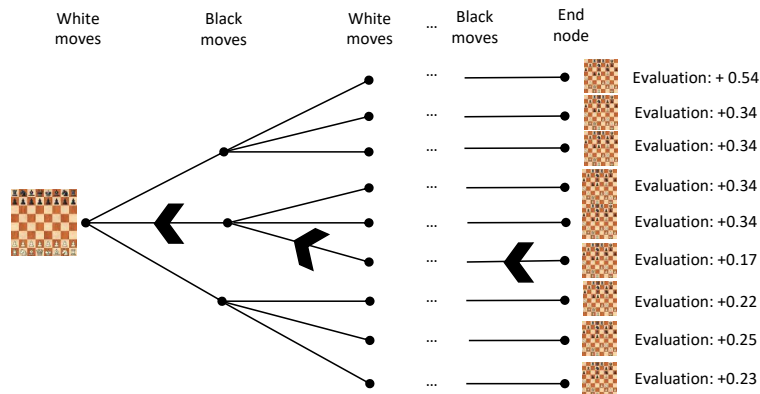 White
moves
Black
moves
White
moves
...
Black
moves
End
node
... Evaluation: + 0.54
... Evaluation: +0.34
... Evaluation: +0.34
... Evaluation: +0.34
... Evaluation: +0.34
... Evaluation: +0.17
... Evaluation: +0.22
... Evaluation: +0.25
... Evaluation: +0.23